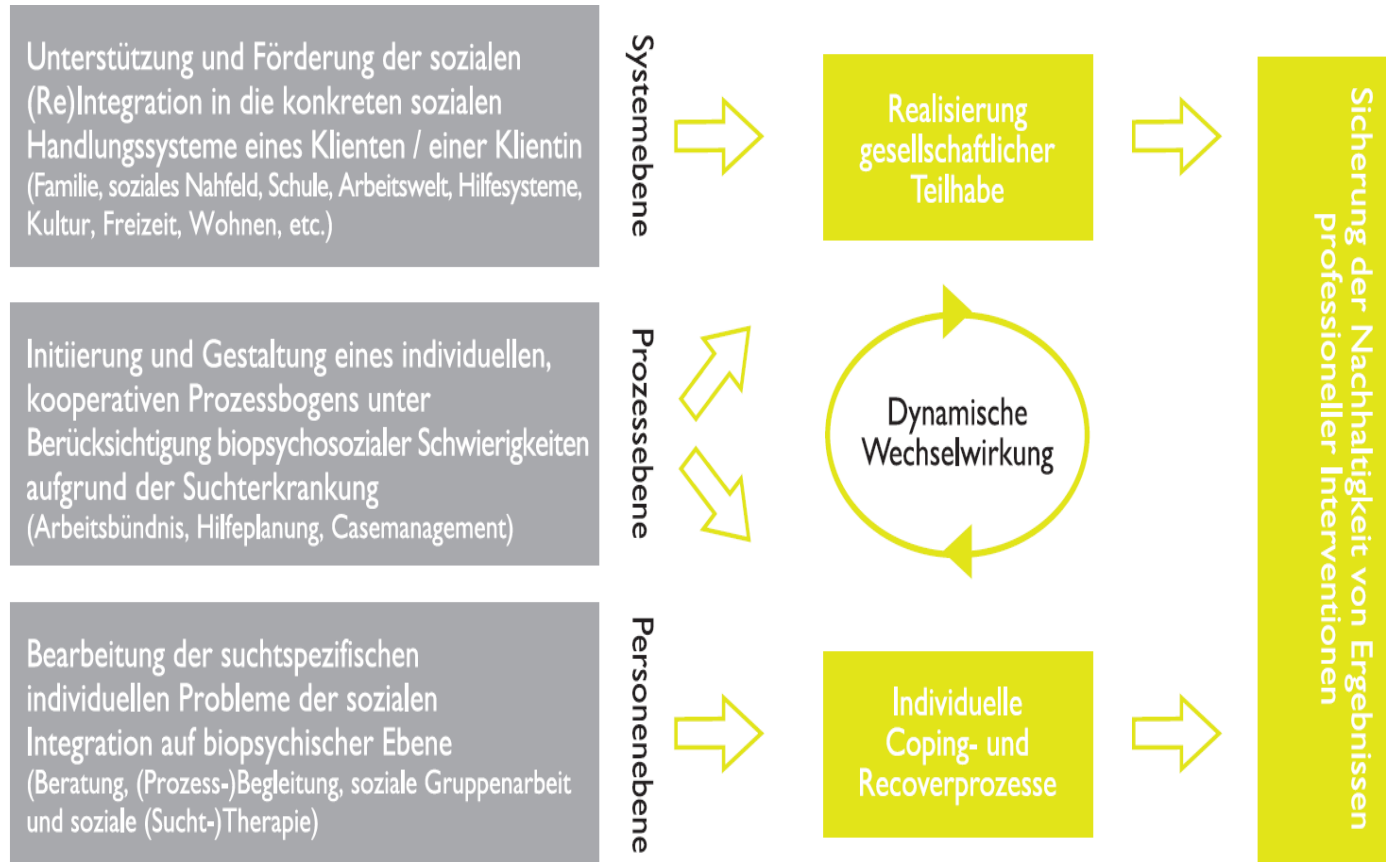 Unterstützung und Förderung der sozialen
(Re)Integration in die konkreten sozialen
Handlungssysteme eines Klienten / einer Klientin
(Familie, soziales Nahfeld, Schule, Arbeitswelt, Hilfesysteme,
Kultur, Freizeit, Wohnen, etc.)
Systemebene
Realisierung
gesellschaftlicher
Teilhabe
Initiierung und Gestaltung eines individuellen,
kooperativen Prozessbogens unter
Berücksichtigung biopsychosozialer Schwierigkeiten
aufgrund der Suchterkrankung
(Arbeitsbündnis, Hilfeplanung, Casemanagement)
Prozessebene
Dynamische
Wechselwirkung
Bearbeitung der suchtspezifischen
individuellen Probleme der sozialen
Integration auf biopsychischer Ebene
(Beratung, (Prozess-)Begleitung, soziale Gruppenarbeit
und soziale (Sucht-)Therapie)
Personenebene
Individuelle
Coping- und
Recoverprozesse
Sicherung der Nachhaltigkeit von Ergebnissen
professioneller Interventionen